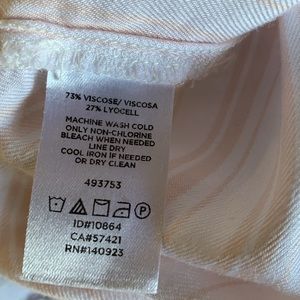 73% VISCOSE/ VISCOSA
27% LYOCELL
MACHINE WASH COLD
ONLY NON-CHLORINE
BLEACH WHEN NEEDED
LINE DRY
COOL IRON IF NEEDED
OR DRY CLEAN
493753
ID#10864
CA#57421
RN#140923